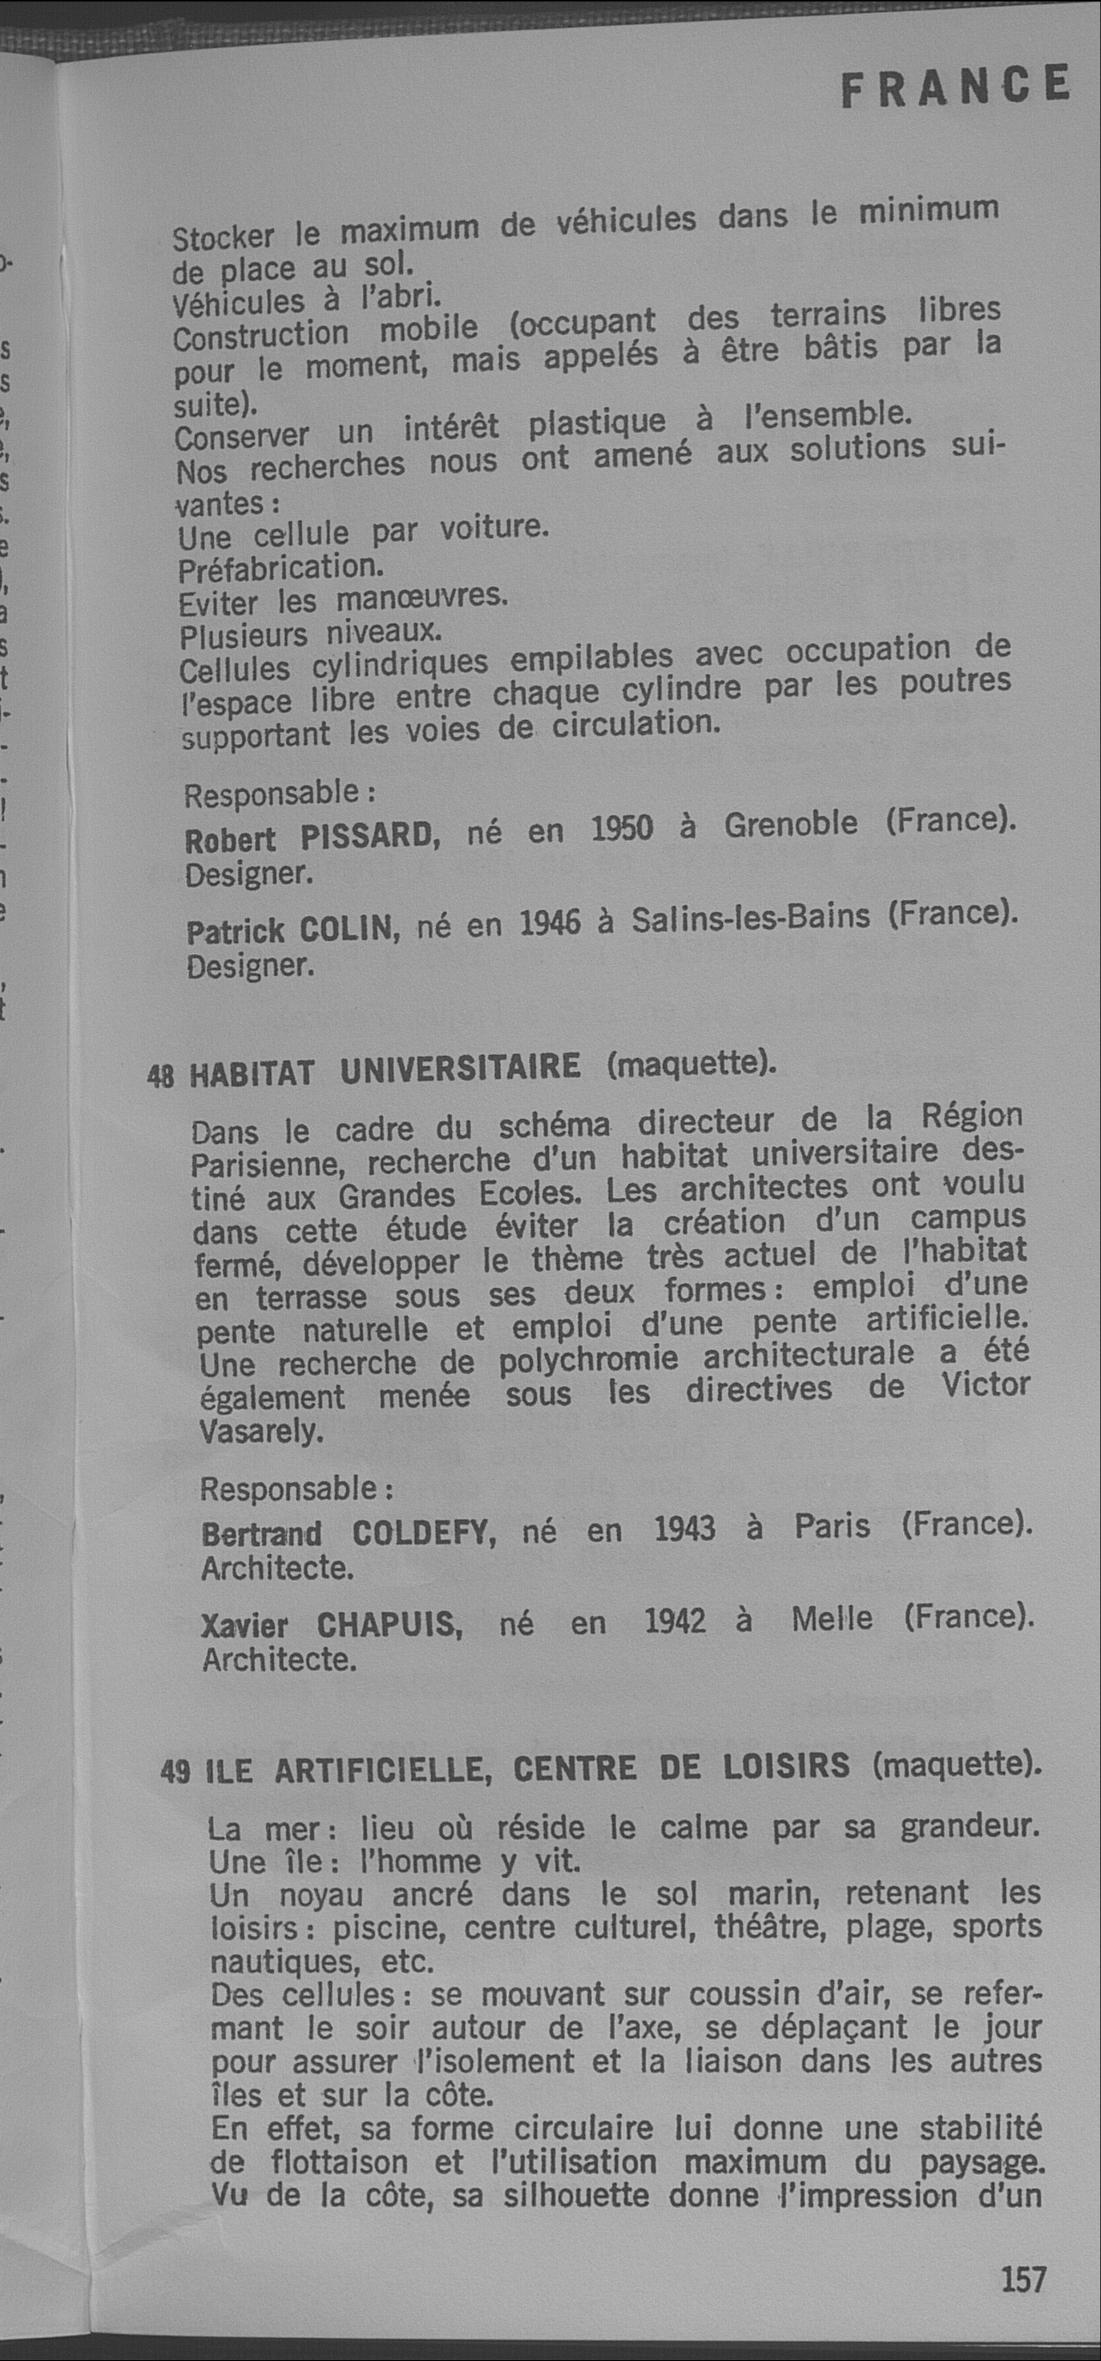 FRANCE
Stocker le maximum de véhicules dans le minimum
de place au sol.
Véhicules à l'abri.
Construction mobile (occupant des terrains libres
pour le moment, mais appelés à être bâtis par la
suite).
Conserver un intérêt plastique à l'ensemble.
Nos recherches nous ont amené aux solutions sui-
vantes :
Une cellule par voiture.
Préfabrication.
Eviter les manœuvres.
Plusieurs niveaux.
Cellules cylindriques empilables avec occupation de
l'espace libre entre chaque cylindre par les poutres
supportant les voies de circulation.
Responsable :
Robert PISSARD, né en 1950 à Grenoble (France).
Designer.
Patrick COLIN, né en 1946 à Salins-les-Bains (France).
Designer.
48 HABITAT UNIVERSITAIRE (maquette).
Dans le cadre du schéma directeur de la Région
Parisienne, recherche d'un habitat universitaire des-
tiné aux Grandes Ecoles. Les architectes ont voulu
dans cette étude éviter la création d'un campus
fermé, développer le thème très actuel de l'habitat
en terrasse sous ses deux formes : emploi d'une
pente naturelle et emploi d'une pente artificielle.
Une recherche de polychromie architecturale a été
également menée sous les directives de Victor
Vasarely.
Responsable :
Bertrand COLDEFY, né en 1943 à Paris (France).
Architecte.
Xavier CHAPUIS, né en 1942 à Melle (France).
Architecte.
49 ILE ARTIFICIELLE, CENTRE DE LOISIRS (maquette).
La mer : lieu où réside le calme par sa grandeur.
Une île : l'homme y vit.
Un noyau ancré dans le sol marin, retenant les
loisirs : piscine, centre culturel, théâtre, plage, sports
nautiques, etc.
Des cellules : se mouvant sur coussin d'air, se refer-
mant le soir autour de l'axe, se déplaçant le jour
pour assurer l'isolement et la liaison dans les autres
îles et sur la côte.
En effet, sa forme circulaire lui donne une stabilité
de flottaison et l'utilisation maximum du paysage.
Vu de la côte, sa silhouette donne l'impression d'un
157